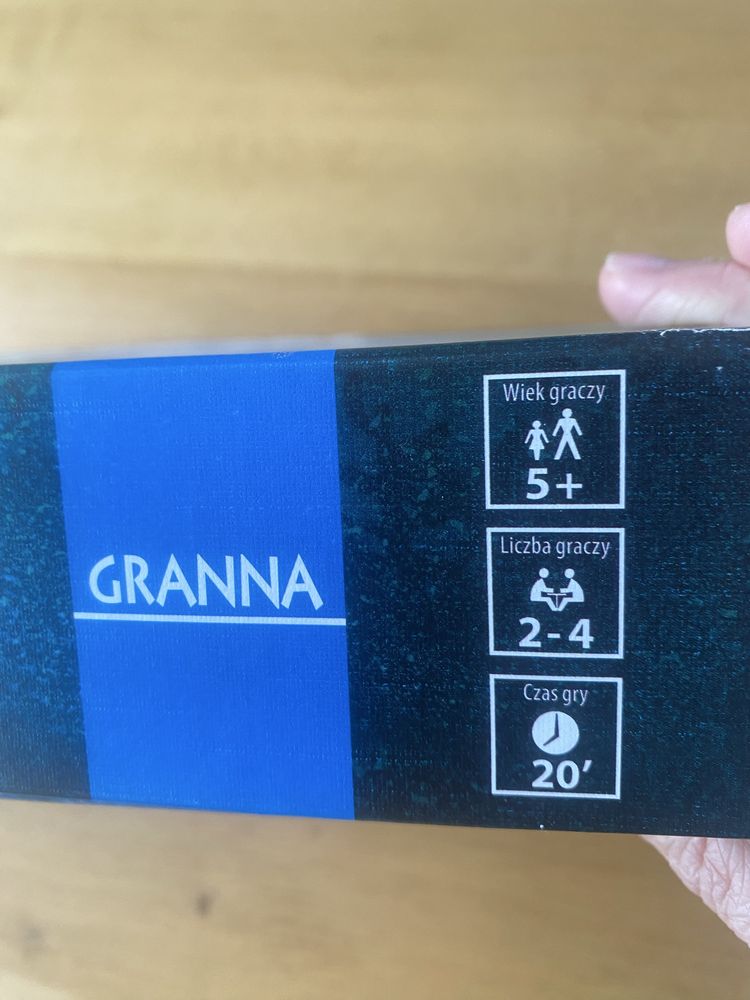 GRANNA
Wiek graczy
5+
Liczba graczy
2-4
Czas gry
20'